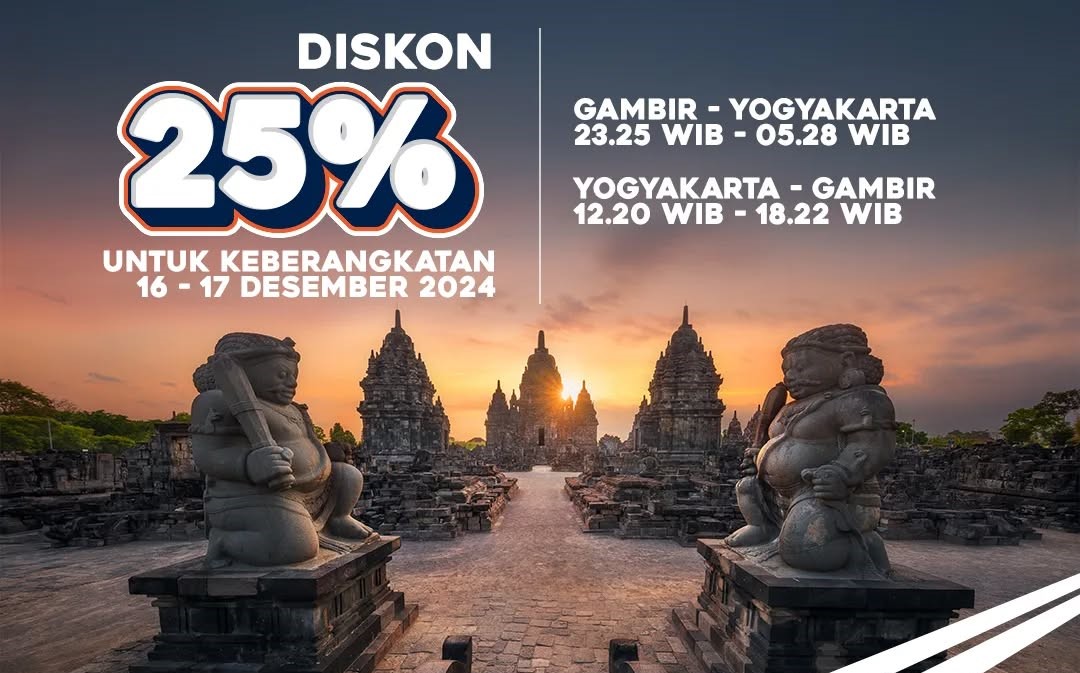 DISKON
25%
UNTUK KEBERANGKATAN
16 - 17 DESEMBER 2024
GAMBIR - YOGYAKARTA
23.25 WIB - 05.28 WIB
YOGYAKARTA - GAMBIR
12.20 WIB - 18.22 WIB